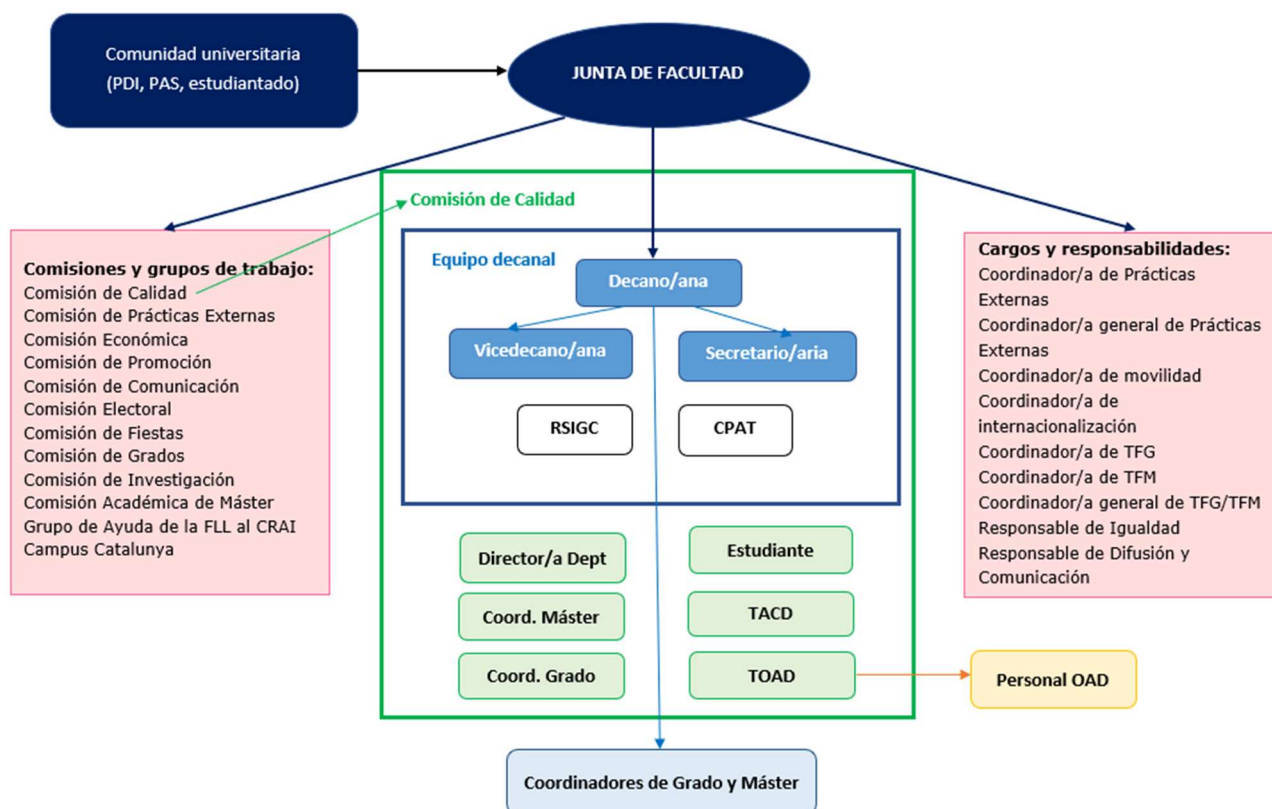 Comunidad universitaria
(PDI, PAS, estudiantado)
JUNTA DE FACULTAD
Comisiones y grupos de trabajo:
Comisión de Calidad
Comisión de Prácticas Externas
Comisión Económica
Comisión de Promoción
Comisión de Comunicación
Comisión Electoral
Comisión de Fiestas
Comisión de Grados
Comisión de Investigación
Comisión Académica de Máster
Grupo de Ayuda de la FLL al CRAI
Campus Catalunya
Comisión de Calidad
Equipo decanal
Decano/ana
Vicedecano/ana
Secretario/aria
RSIGC
CPAT
Director/a Dept
Estudiante
Coord. Máster
TACD
Coord. Grado
TOAD
Cargos y responsabilidades:
Coordinador/a de Prácticas
Externas
Coordinador/a general de Prácticas
Externas
Coordinador/a de movilidad
Coordinador/a de
internacionalización
Coordinador/a de TFG
Coordinador/a de TFM
Coordinador/a general de TFG/TFM
Responsable de Igualdad
Responsable de Difusión y
Comunicación
Personal OAD
Coordinadores de Grado y Máster